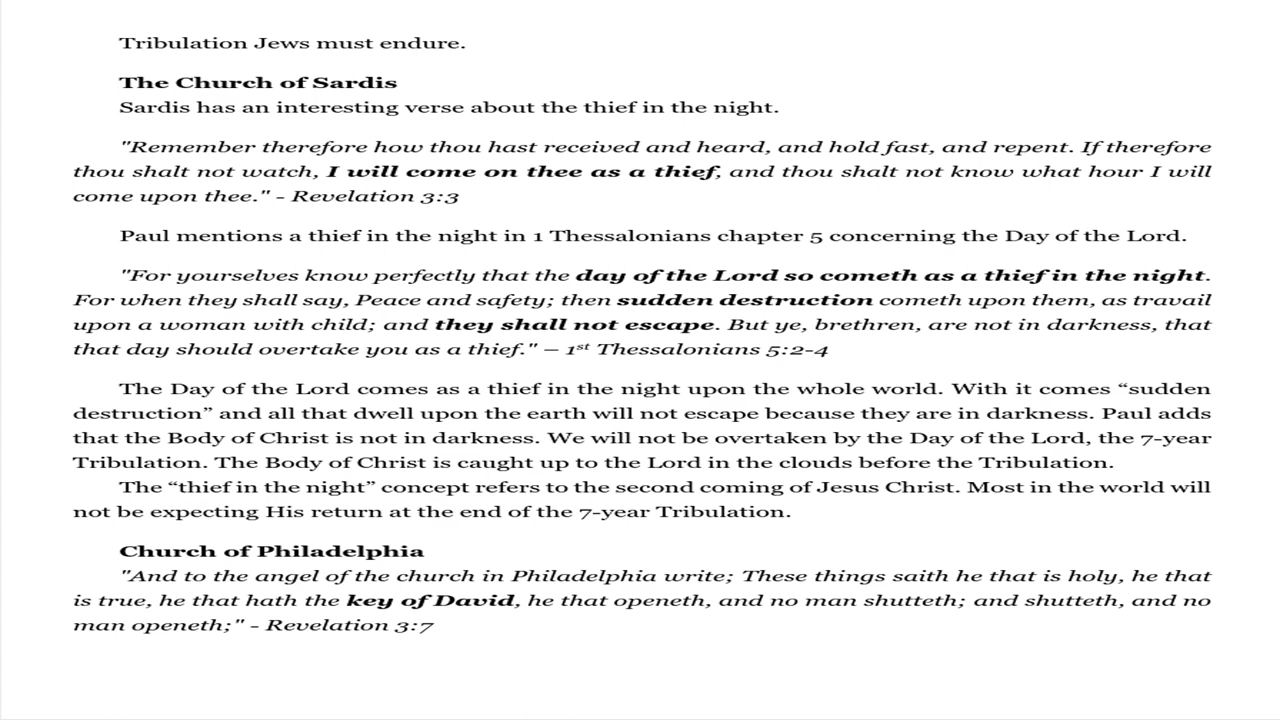 Tribulation Jews must endure.
The Church of Sardis
Sardis has an interesting verse about the thief in the night.
"Remember therefore how thou hast received and heard, and hold fast, and repent. If therefore
thou shalt not watch, I will come on thee as a thief, and thou shalt not know what hour I will
come upon thee." - Revelation 3:3
Paul mentions a thief in the night in 1 Thessalonians chapter 5 concerning the Day of the Lord.
"For yourselves know perfectly that the day of the Lord so cometh as a thief in the night.
For when they shall say, Peace and safety; then sudden destruction cometh upon them, as travail
upon a woman with child; and they shall not escape. But ye, brethren, are not in darkness, that
that day should overtake you as a thief." – 1st Thessalonians 5:2-4
The Day of the Lord comes as a thief in the night upon the whole world. With it comes “sudden
destruction” and all that dwell upon the earth will not escape because they are in darkness. Paul adds
that the Body of Christ is not in darkness. We will not be overtaken by the Day of the Lord, the 7-year
Tribulation. The Body of Christ is caught up to the Lord in the clouds before the Tribulation.
The “thief in the night” concept refers to the second coming of Jesus Christ. Most in the world will
not be expecting His return at the end of the 7-year Tribulation.
Church of Philadelphia
"And to the angel of the church in Philadelphia write; These things saith he that is holy, he that
is true, he that hath the key of David, he that openeth, and no man shutteth; and shutteth, and no
man openeth;" - Revelation 3:7